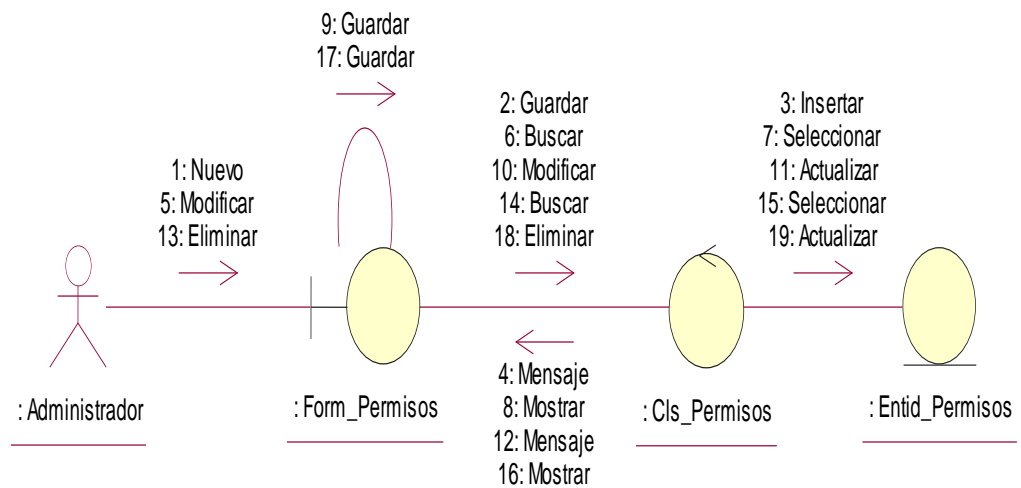 9: Guardar
17: Guardar
1: Nuevo
5: Modificar
13: Eliminar
2: Guardar
6: Buscar
10: Modificar
14: Buscar
18: Eliminar
3: Insertar
7: Seleccionar
11: Actualizar
15: Seleccionar
19: Actualizar
4: Mensaje
8: Mostrar
12: Mensaje
16: Mostrar
: Administrador
: Form_Permisos
: Cls_Permisos
: Entid_Permisos